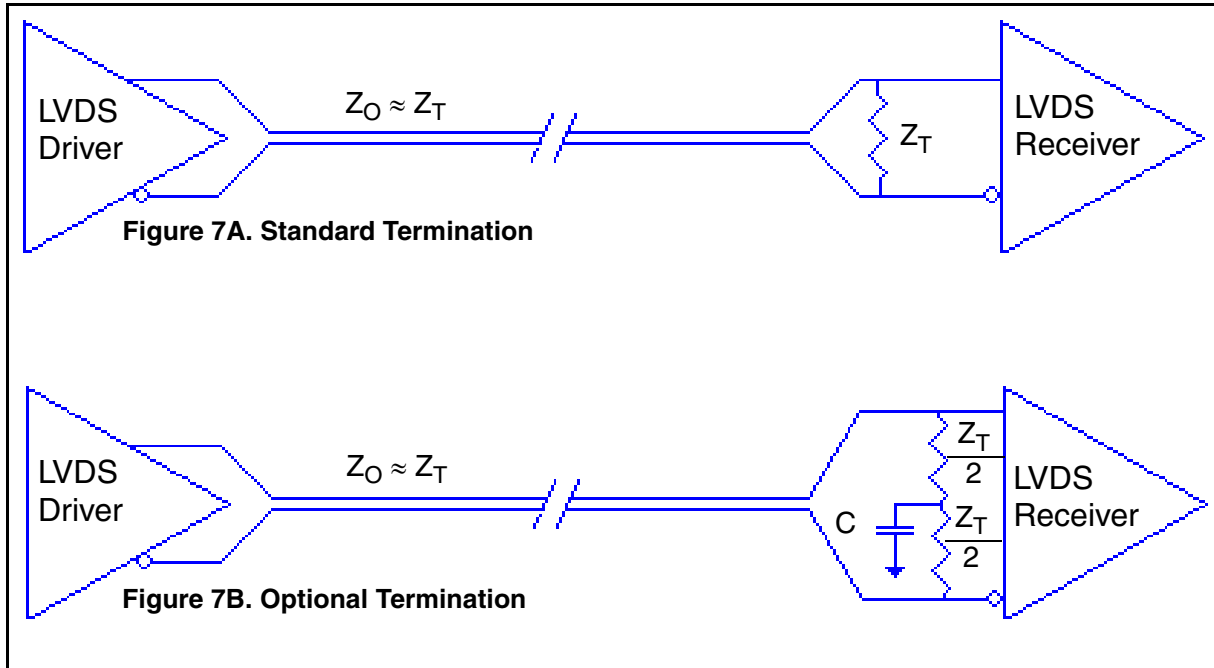 LVDS
Driver
Z_O ≈ Z_T
Z_T
LVDS
Receiver
Figure 7A. Standard Termination
LVDS
Driver
Z_O ≈ Z_T
C
Z_T
2
Z_T
2
LVDS
Receiver
Figure 7B. Optional Termination